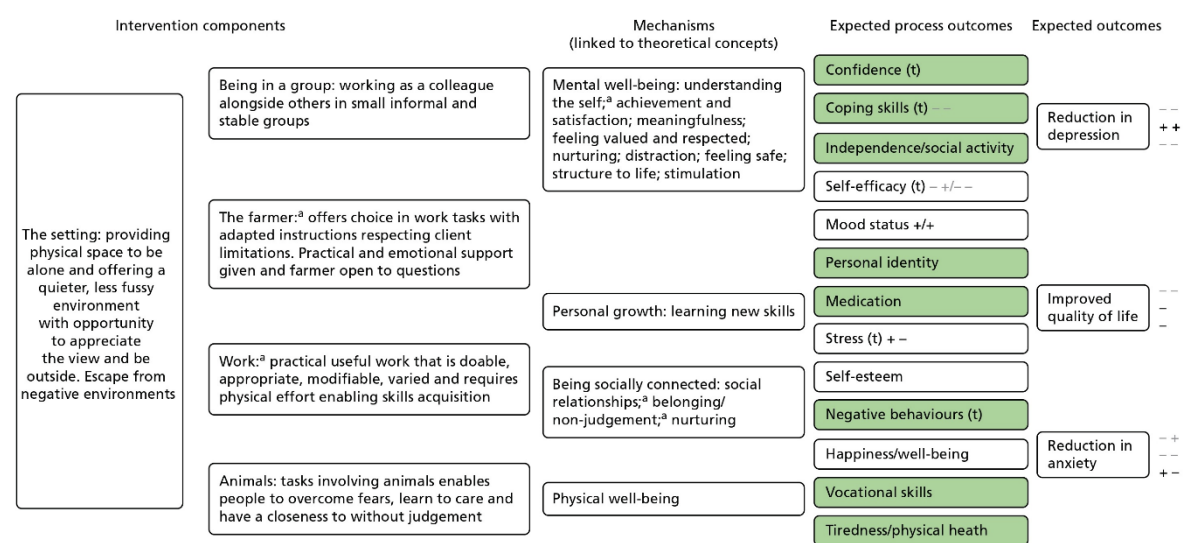 Intervention components
Mechanisms
(linked to theoretical concepts)
Expected process outcomes
Expected outcomes
The setting: providing
physical space to be
alone and offering a
quieter, less fussy
environment
with opportunity
to appreciate
the view and be
outside. Escape from
negative environments
Being in a group: working as a colleague
alongside others in small informal and
stable groups
The farmer:ᵃ offers choice in work tasks with
adapted instructions respecting client
limitations. Practical and emotional support
given and farmer open to questions
Work:ᵃ practical useful work that is doable,
appropriate, modifiable, varied and requires
physical effort enabling skills acquisition
Animals: tasks involving animals enables
people to overcome fears, learn to care and
have a closeness to without judgement
Mental well-being: understanding
the self;ᵃ achievement and
satisfaction; meaningfulness;
feeling valued and respected;
nurturing; distraction; feeling safe;
structure to life; stimulation
Personal growth: learning new skills
Being socially connected: social
relationships;ᵃ belonging/
non-judgement;ᵃ nurturing
Physical well-being
Confidence (t)
Coping skills (t) – –
Independence/social activity
Self-efficacy (t) – +/– –
Mood status +/+
Personal identity
Medication
Stress (t) + –
Self-esteem
Negative behaviours (t)
Happiness/well-being
Vocational skills
Tiredness/physical heath
Reduction in
depression
– –
+ +
– –
Improved
quality of life
– –
–
–
Reduction in
anxiety
– +
– –
+ –